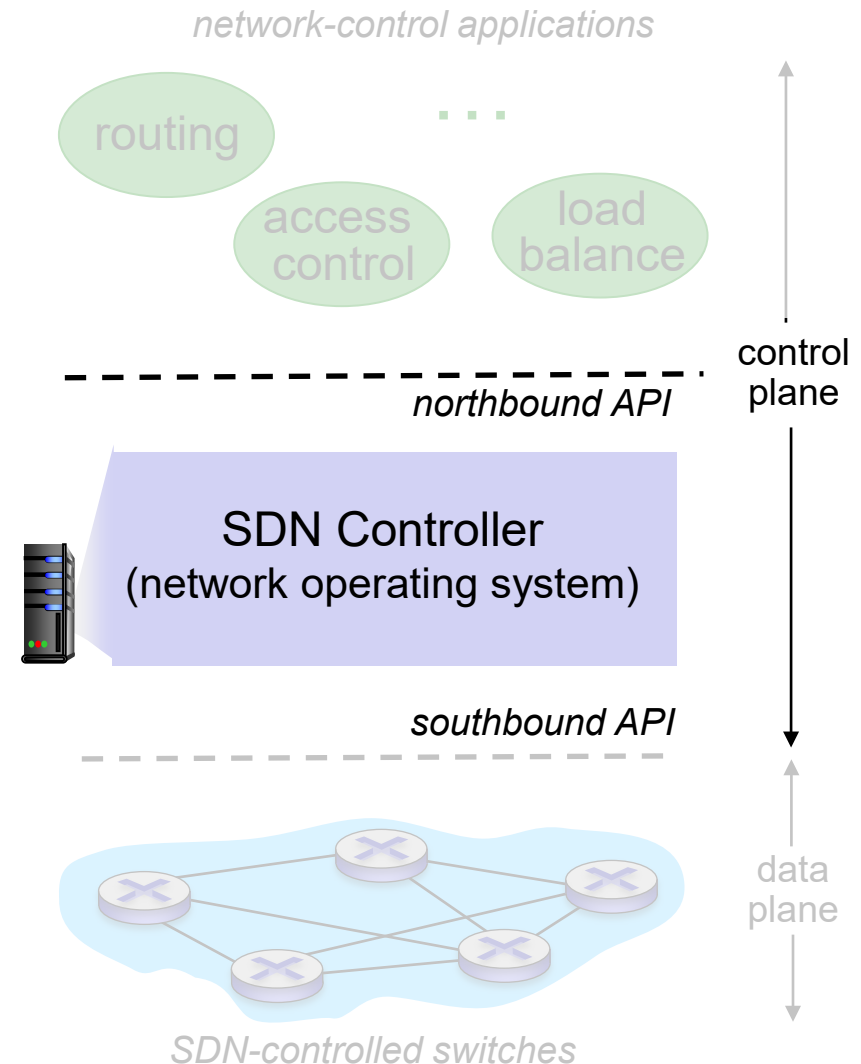 network-control applications
routing
. . .
access
control
load
balance
control
plane
northbound API
SDN Controller
(network operating system)
southbound API
data
plane
SDN-controlled switches